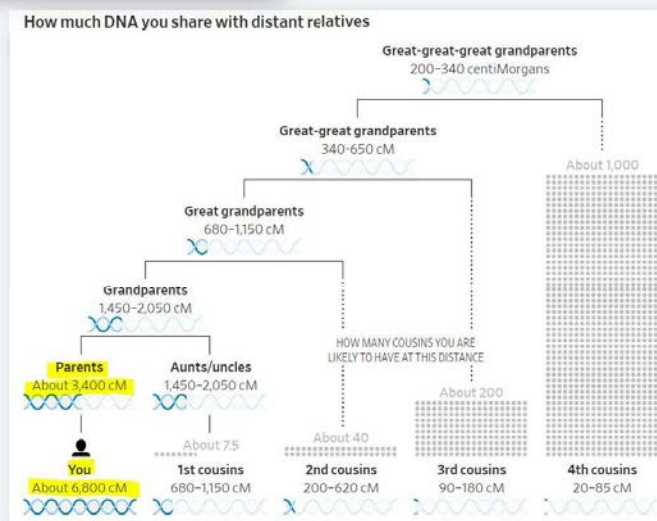 How much DNA you share with distant relatives
Great-great-great grandparents
200–340 centiMorgans
Great-great grandparents
340-650 cM
About 1,000
Great grandparents
680–1,150 cM
Grandparents
1,450–2,050 cM
HOW MANY COUSINS YOU ARE
LIKELY TO HAVE AT THIS DISTANCE
Parents
About 3,400 cM
Aunts/uncles
1,450–2,050 cM
About 200
About 7.5
About 40
You
About 6,800 cM
1st cousins
680–1,150 cM
2nd cousins
200–620 cM
3rd cousins
90–180 cM
4th cousins
20–85 cM